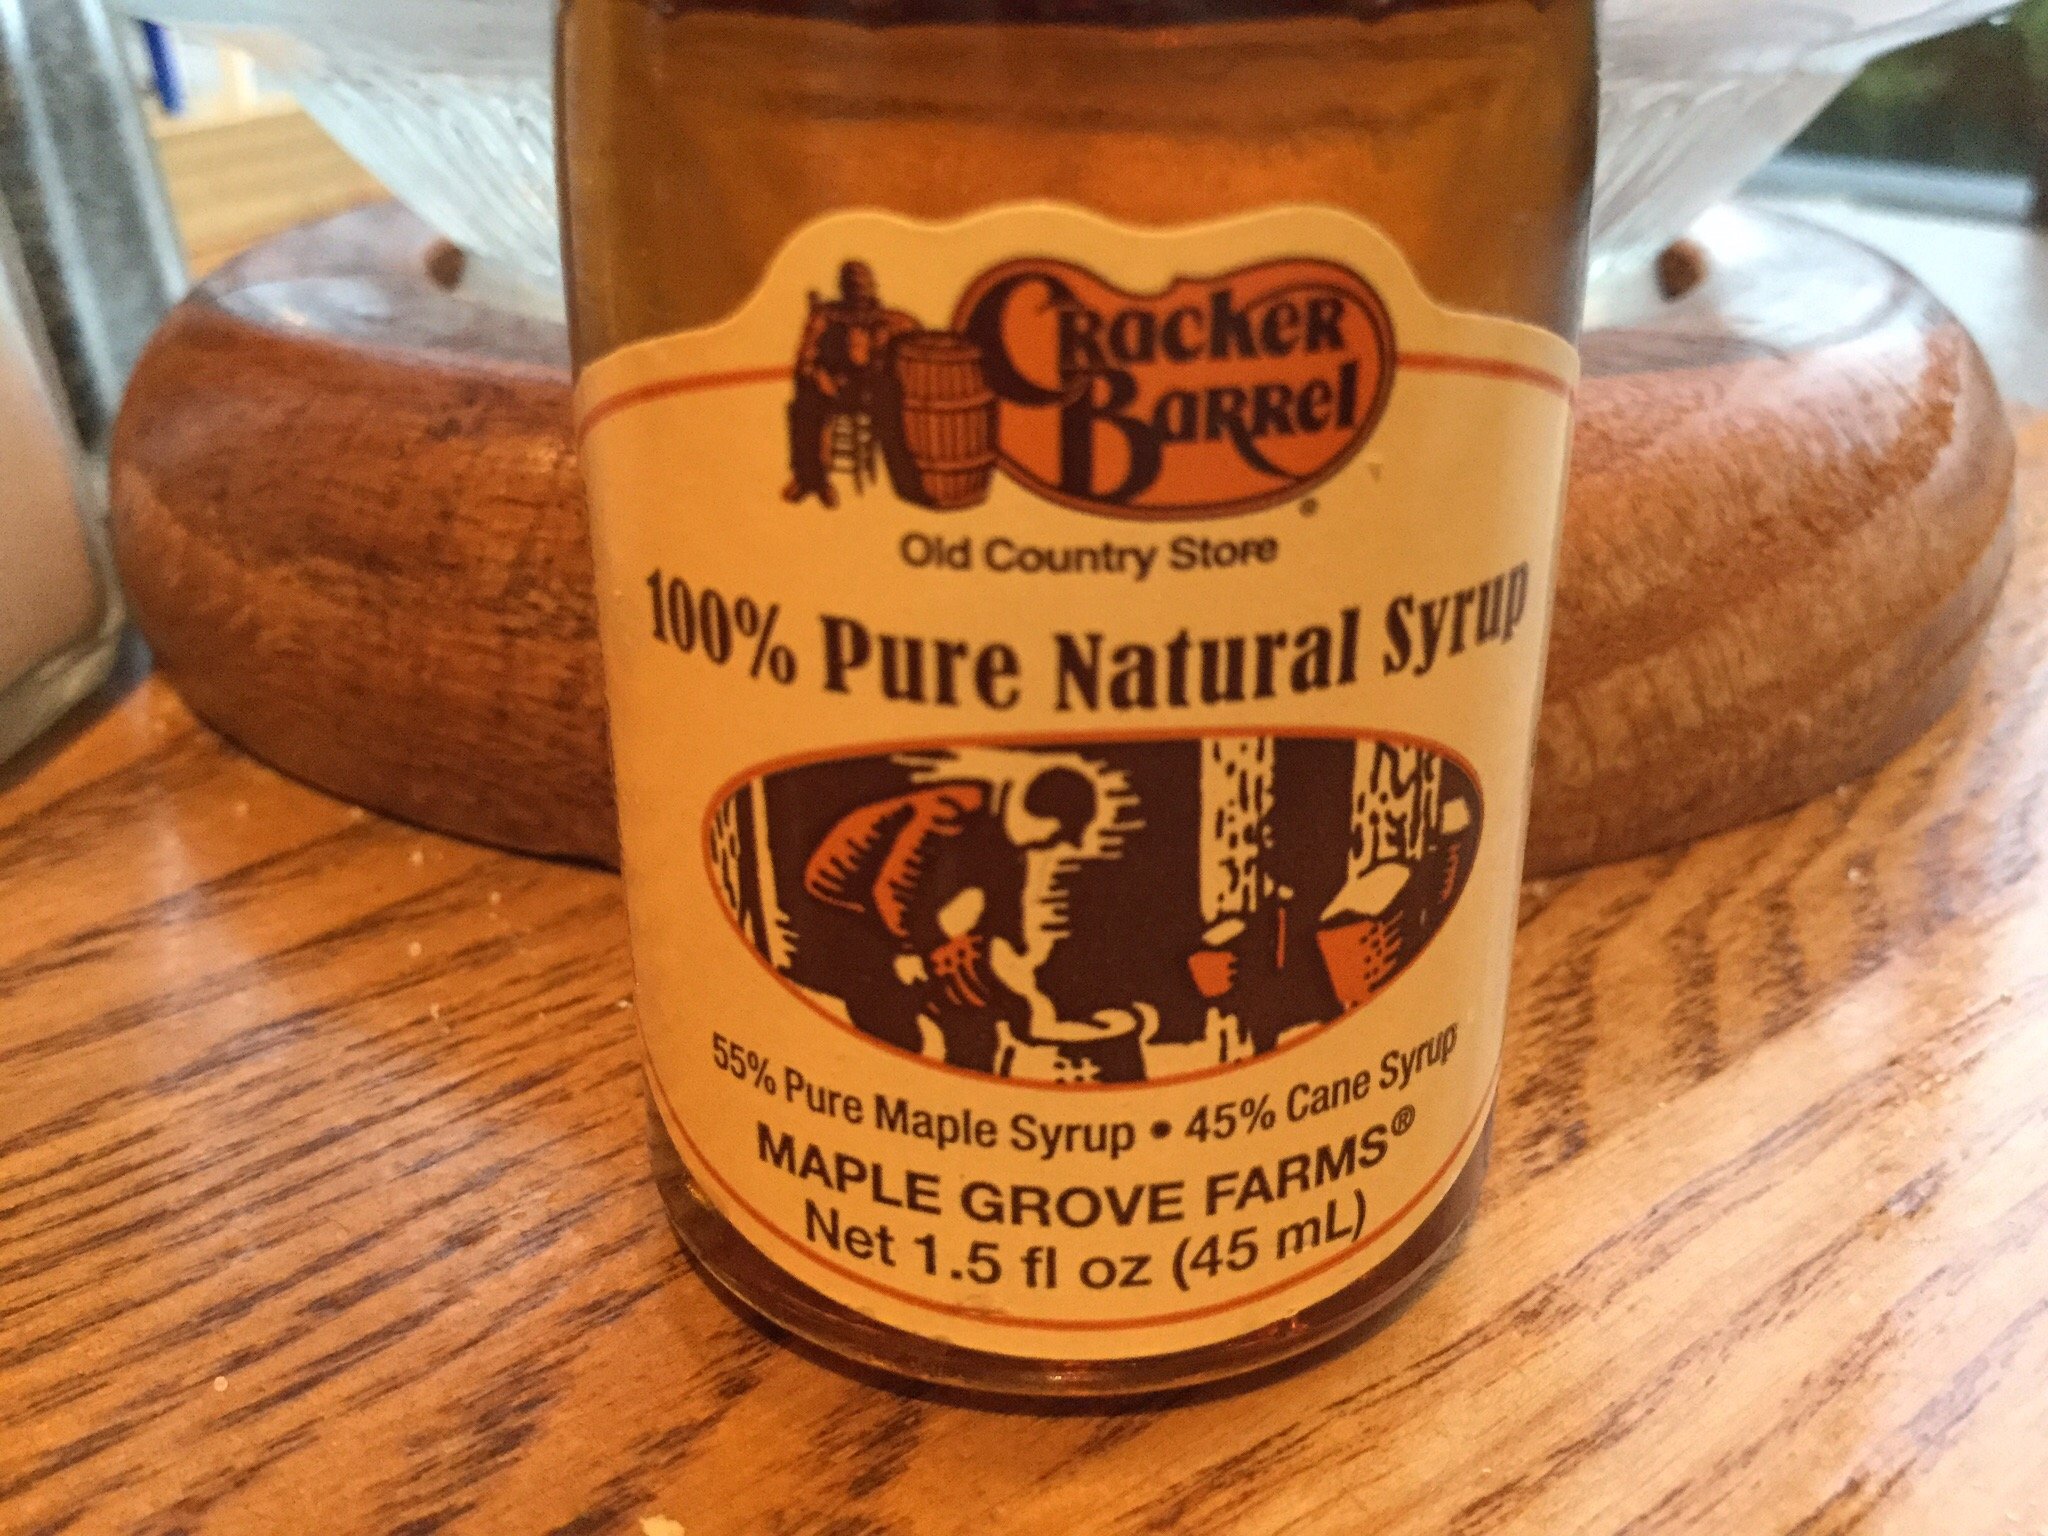 Cracker
Barrel
®
Old Country Store
100% Pure Natural Syrup
55% Pure Maple Syrup • 45% Cane Syrup
MAPLE GROVE FARMS®
Net 1.5 fl oz (45 mL)